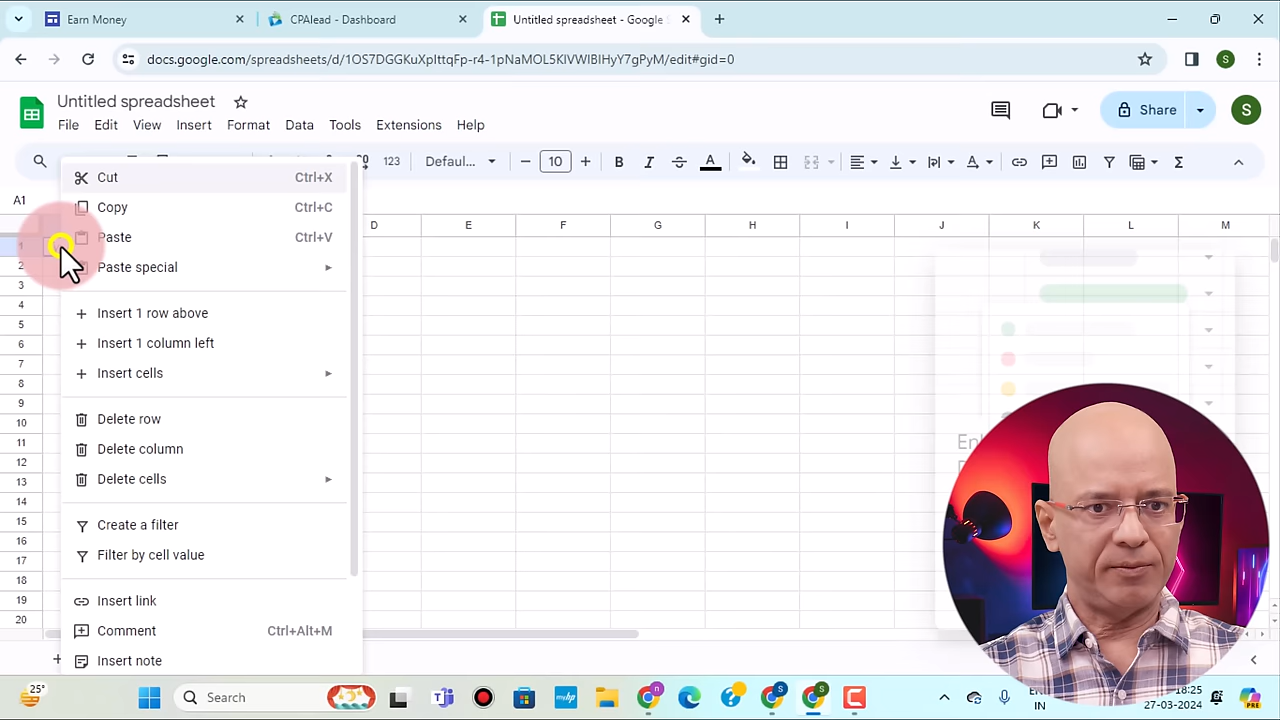 Earn Money
CPAlead - Dashboard
Untitled spreadsheet - Google
docs.google.com/spreadsheets/d/1OS7DGGKuXpIttqFp-r4-1pNaMOL5KIVWIBIHyY7gPyM/edit#gid=0
S
Untitled spreadsheet
Share
S
File Edit View Insert Format Data Tools Extensions Help
123 Defaul... 10 B I A Σ
A1
D E F G H I J K L M
Cut Ctrl+X
Copy Ctrl+C
1 Paste Ctrl+V
2 Paste special
3
4 Insert 1 row above
5
6 Insert 1 column left
7 Insert cells
8
9
10 Delete row
11 Delete column
12
13 Delete cells
14
15 Create a filter
16
17 Filter by cell value
18
19 Insert link
20 Comment Ctrl+Alt+M
Insert note
25°
Search
IN
18:25
27-03-2024
PRE